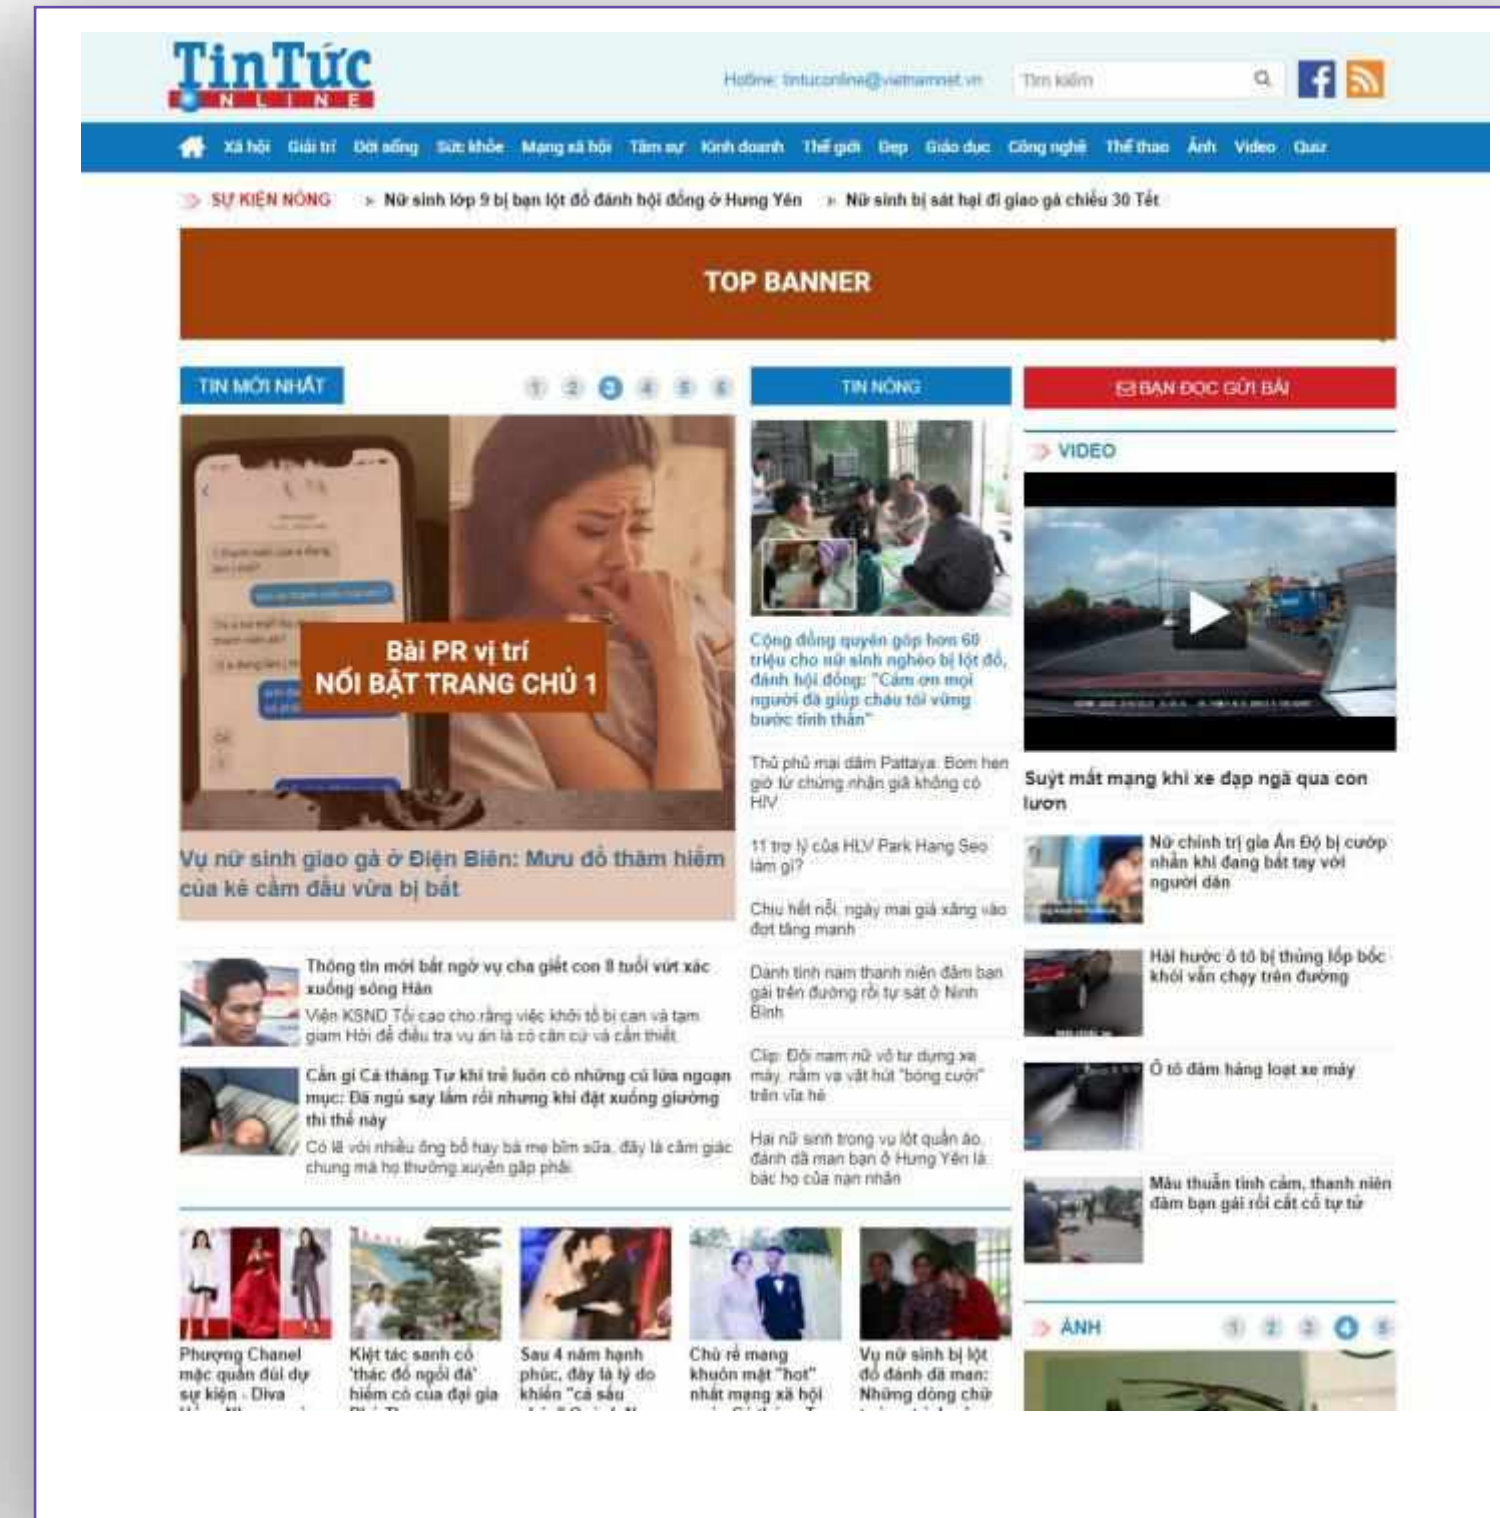 TinTức
ONLINE
Hotline: tintuconline@vietnamnet.vn
Tìm kiếm
Xã hội Giải trí Đời sống Sức khỏe Mạng xã hội Tâm sự Kinh doanh Thế giới Đẹp Giáo dục Công nghệ Thể thao Ảnh Video Quiz
SỰ KIỆN NÓNG » Nữ sinh lớp 9 bị bạn lột đồ đánh hội đồng ở Hưng Yên » Nữ sinh bị sát hại đi giao gà chiều 30 Tết
TOP BANNER
TIN MỚI NHẤT
1 2 3 4 5 6
Bài PR vị trí
NỔI BẬT TRANG CHỦ 1
Vụ nữ sinh giao gà ở Điện Biên: Mưu đồ thâm hiểm
của kẻ cầm đầu vừa bị bắt
Thông tin mới bất ngờ vụ cha giết con 8 tuổi vứt xác
xuống sông Hàn
Viện KSND Tối cao cho rằng việc khởi tố bị can và tạm
giam Hởi để điều tra vụ án là có căn cứ và cần thiết.
Cần gì Cá tháng Tư khi trẻ luôn có những cú lừa ngoạn
mục: Đã ngủ say lắm rồi nhưng khi đặt xuống giường
thì thế này
Có lẽ với nhiều ông bố hay bà mẹ bỉm sữa, đây là cảm giác
chung mà họ thường xuyên gặp phải.
TIN NÓNG
Cộng đồng quyên góp hơn 60
triệu cho nữ sinh nghèo bị lột đồ,
đánh hội đồng: "Cảm ơn mọi
người đã giúp cháu tôi vững
bước tinh thần"
Thủ phủ mại dâm Pattaya: Bom hẹn
giờ từ chứng nhận giả không có
HIV
11 trợ lý của HLV Park Hang Seo
làm gì?
Chịu hết nổi, ngày mai giá xăng vào
đợt tăng mạnh
Danh tính nam thanh niên đâm bạn
gái trên đường rồi tự sát ở Ninh
Bình
Clip: Đôi nam nữ vô tư dựng xe
máy, nằm vạ vật hút "bóng cười"
trên vỉa hè
Hai nữ sinh trong vụ lột quần áo,
đánh dã man bạn ở Hưng Yên là
bác họ của nạn nhân
BẠN ĐỌC GỬI BÀI
VIDEO
Suýt mất mạng khi xe đạp ngã qua con
lươn
Nữ chính trị gia Ấn Độ bị cướp
nhẫn khi đang bắt tay với
người dân
Hài hước ô tô bị thủng lốp bốc
khói vẫn chạy trên đường
Ô tô đâm hàng loạt xe máy
Mâu thuẫn tình cảm, thanh niên
đâm bạn gái rồi cắt cổ tự tử
ẢNH
1 2 3 4 5
Phượng Chanel
mặc quần đùi dự
sự kiện - Diva
Kiệt tác sanh cổ
'thác đổ ngồi đá'
hiếm có của đại gia
Sau 4 năm hạnh
phúc, đây là lý do
khiến "cá sấu
Chú rể mang
khuôn mặt "hot"
nhất mạng xã hội
Vụ nữ sinh bị lột
đồ đánh dã man:
Những dòng chữ